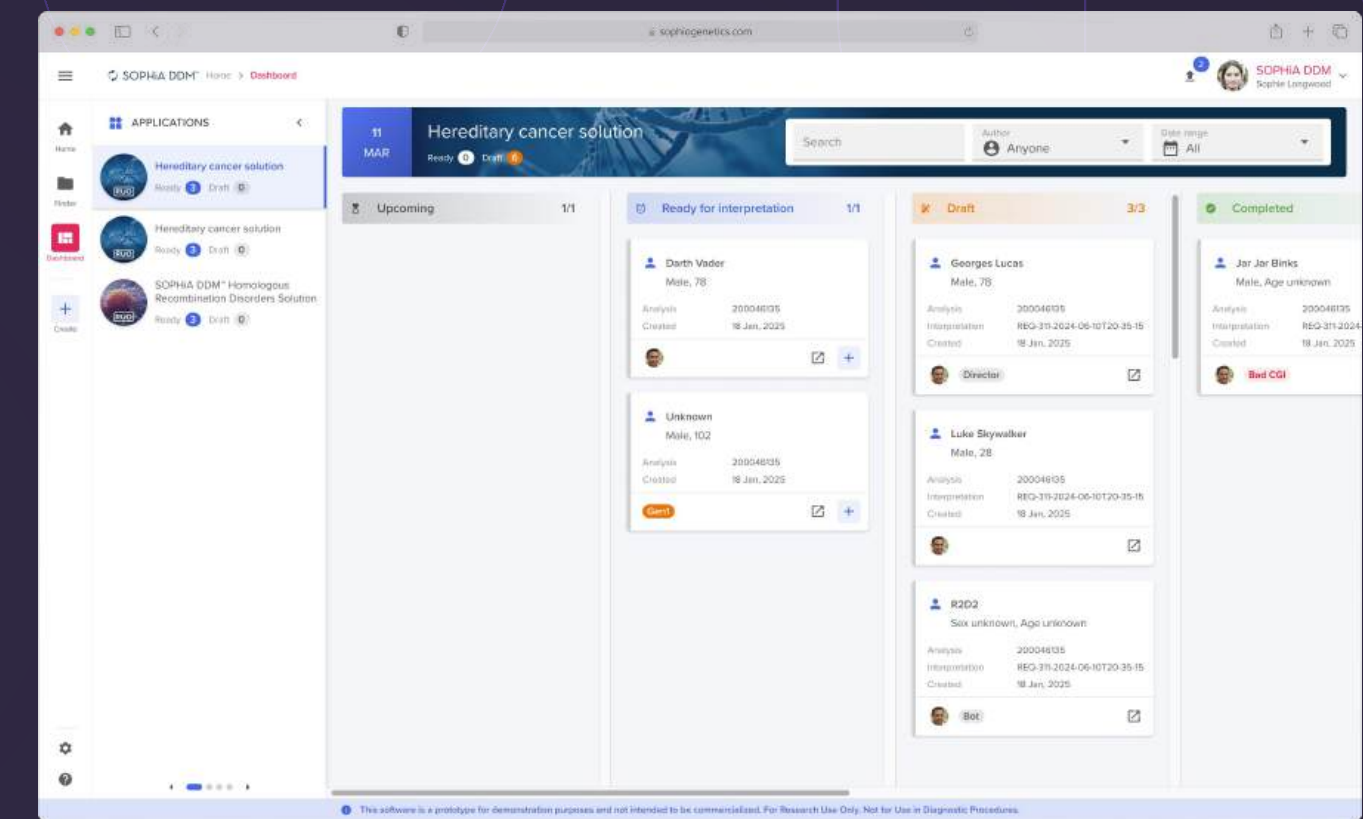 sophiagenetics.com
SOPHiA DDM™ Home > Dashboard
2
SOPHiA DDM
Sophie Longwood
Home
Finder
Dashboard
Create
APPLICATIONS
Hereditary cancer solution
RUO
Ready 3 Draft 0
Hereditary cancer solution
RUO
Ready 3 Draft 0
SOPHiA DDM™ Homologous
Recombination Disorders Solution
RUO
Ready 3 Draft 0
11
MAR
Hereditary cancer solution
Ready 0 Draft 6
Search
Author
Anyone
Date range
All
Upcoming 1/1
Ready for interpretation 1/1
Darth Vader
Male, 78
Analysis 200046135
Created 18 Jan, 2025
Unknown
Male, 102
Analysis 200046135
Created 18 Jan, 2025
Draft 3/3
Georges Lucas
Male, 78
Analysis 200046135
Interpretation REQ-311-2024-06-10T20-35-15
Created 18 Jan, 2025
Director
Luke Skywalker
Male, 28
Analysis 200046135
Interpretation REQ-311-2024-06-10T20-35-15
Created 18 Jan, 2025
R2D2
Sex unknown, Age unknown
Analysis 200046135
Interpretation REQ-311-2024-06-10T20-35-15
Created 18 Jan, 2025
Bot
Completed
Jar Jar Binks
Male, Age unknown
Analysis 200046135
Interpretation REQ-311-2024-
Created 18 Jan, 2025
Bad CGI
This software is a prototype for demonstration purposes and not intended to be commercialized. For Research Use Only. Not for Use in Diagnostic Procedures.